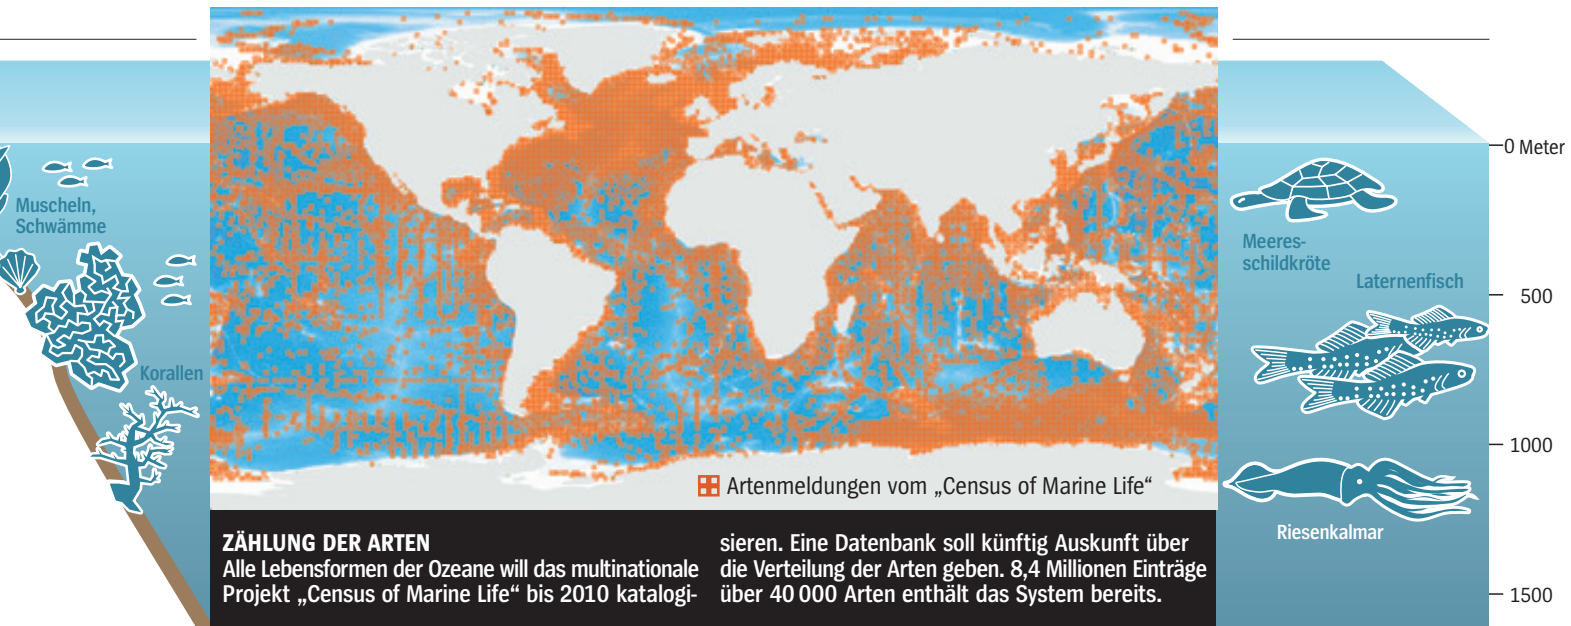 Muscheln,
Schwämme
Korallen
Artenmeldungen vom „Census of Marine Life“
ZÄHLUNG DER ARTEN
Alle Lebensformen der Ozeane will das multinationale
Projekt „Census of Marine Life“ bis 2010 katalogi-
sieren. Eine Datenbank soll künftig Auskunft über
die Verteilung der Arten geben. 8,4 Millionen Einträge
über 40 000 Arten enthält das System bereits.
0 Meter
Meeres-
schildkröte
Laternenfisch
500
1000
Riesenkalmar
1500